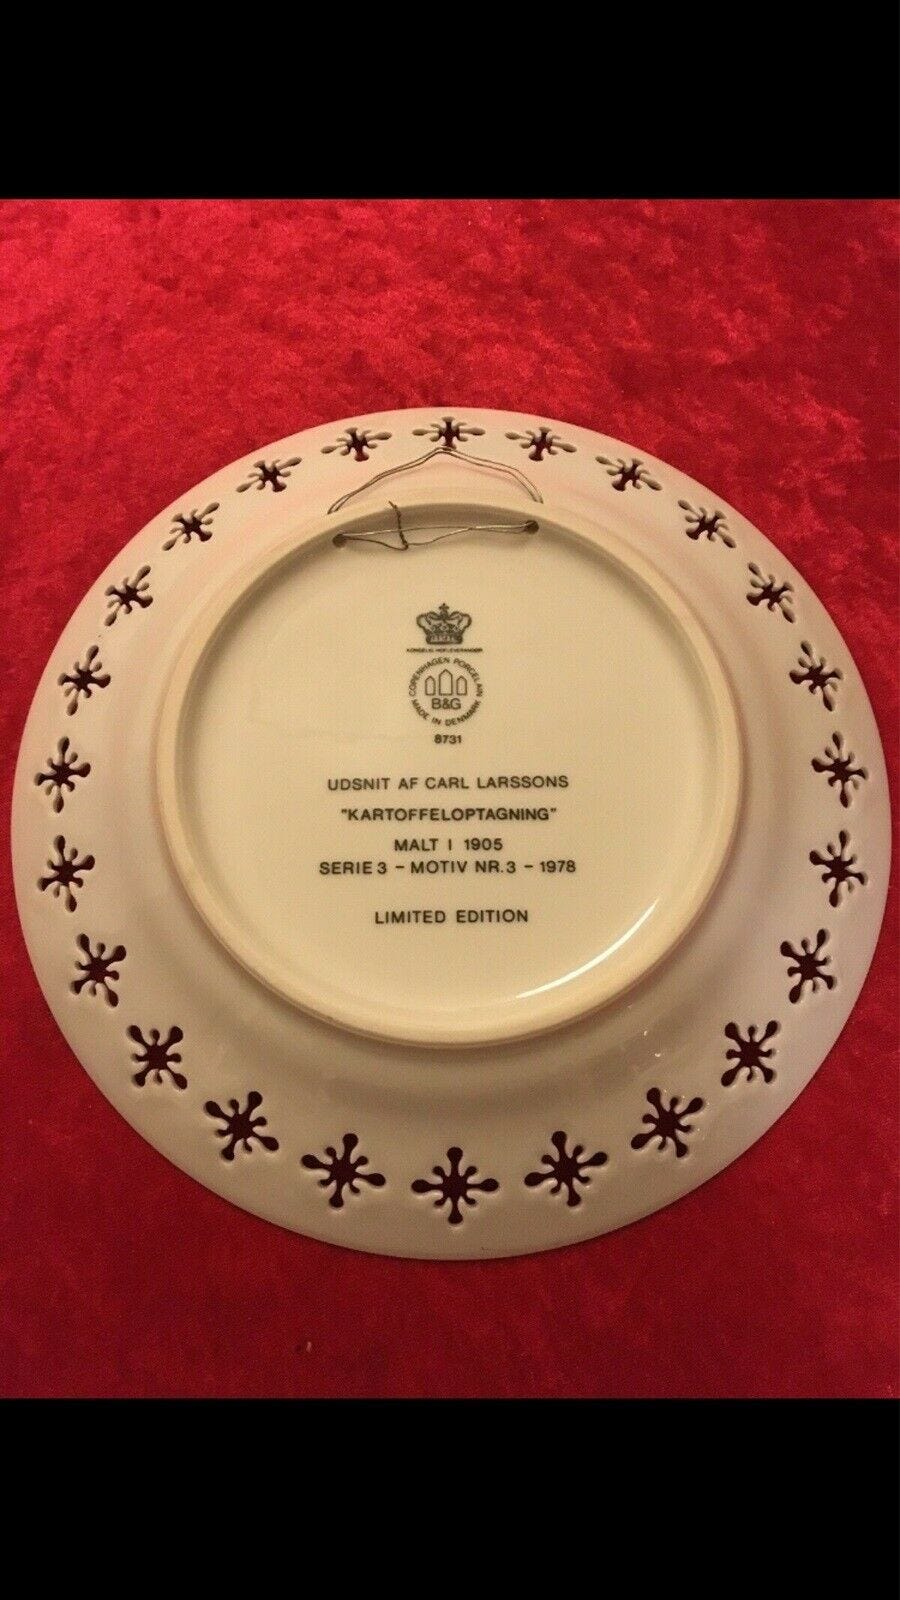 KONGELIG HOFLEVERANDØR
COPENHAGEN PORCELAIN
MADE IN DENMARK
B&G
8731
UDSNIT AF CARL LARSSONS
"KARTOFFELOPTAGNING"
MALT I 1905
SERIE 3 - MOTIV NR. 3 - 1978
LIMITED EDITION